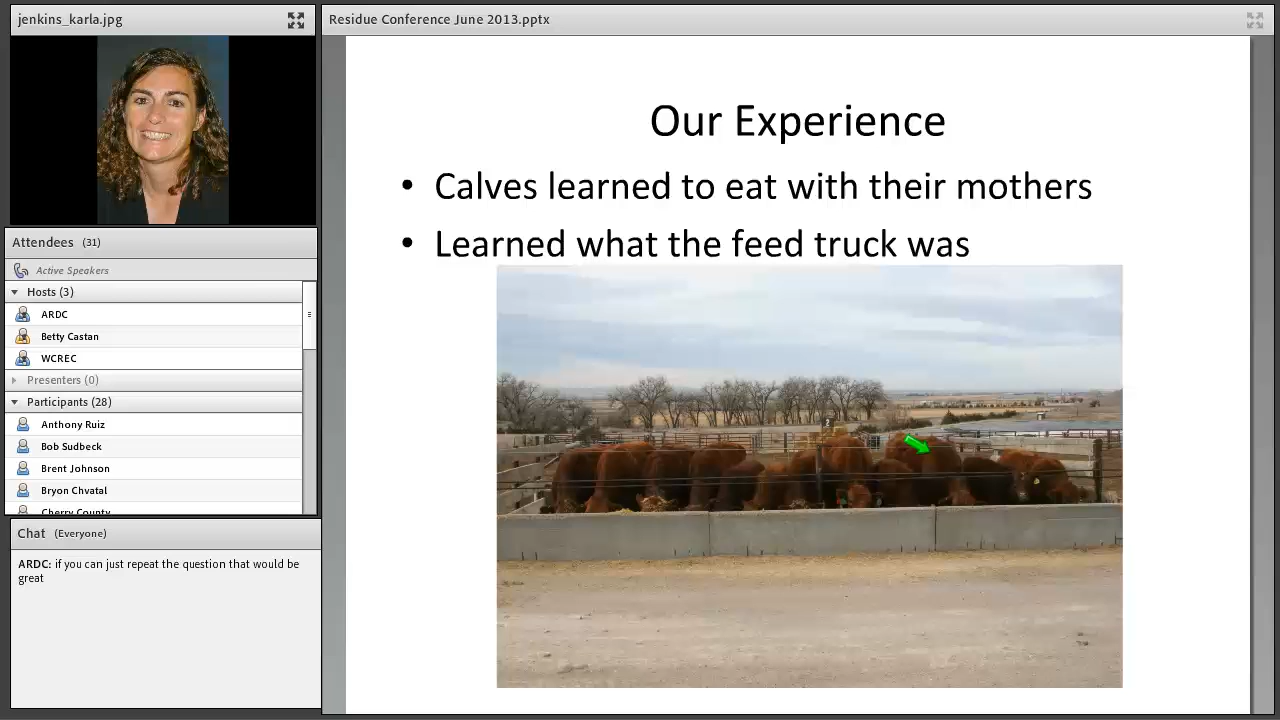 jenkins_karla.jpg
Residue Conference June 2013.pptx
Our Experience
• Calves learned to eat with their mothers
• Learned what the feed truck was
2
Attendees (31)
Active Speakers
Hosts (3)
ARDC
Betty Castan
WCREC
Presenters (0)
Participants (28)
Anthony Ruiz
Bob Sudbeck
Brent Johnson
Bryon Chvatal
Cherry County
Chat (Everyone)
ARDC: if you can just repeat the question that would be
great